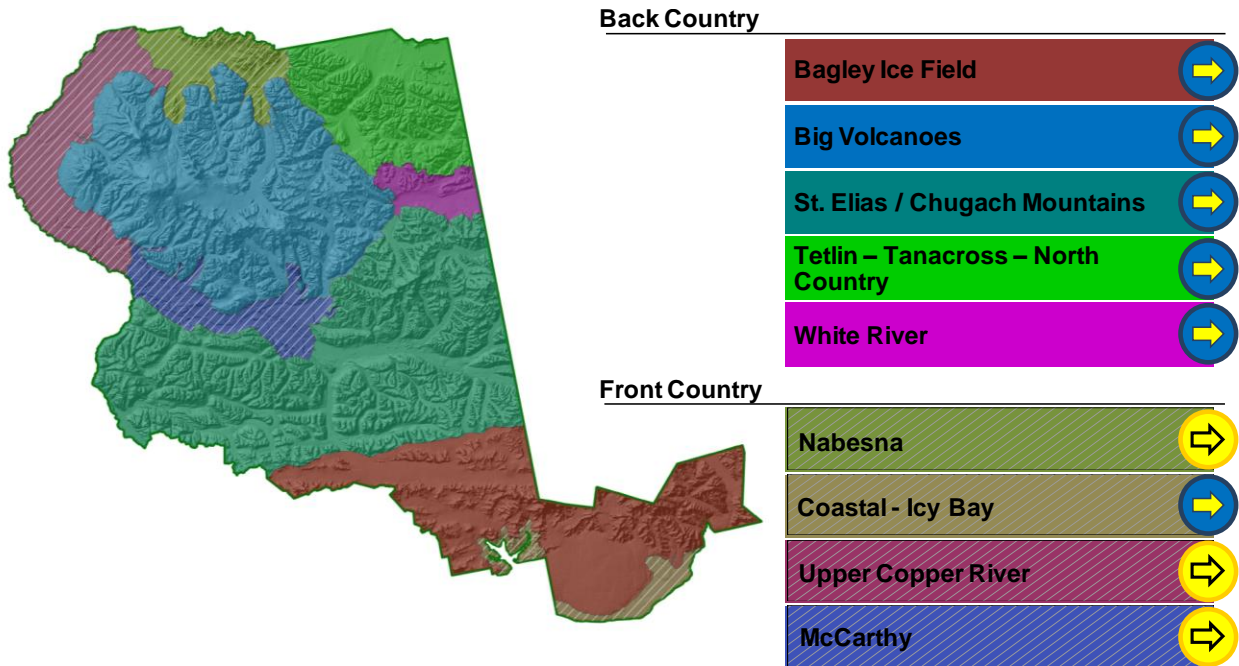 Back Country
Bagley Ice Field
Big Volcanoes
St. Elias / Chugach Mountains
Tetlin – Tanacross – North
Country
White River
Front Country
Nabesna
Coastal - Icy Bay
Upper Copper River
McCarthy